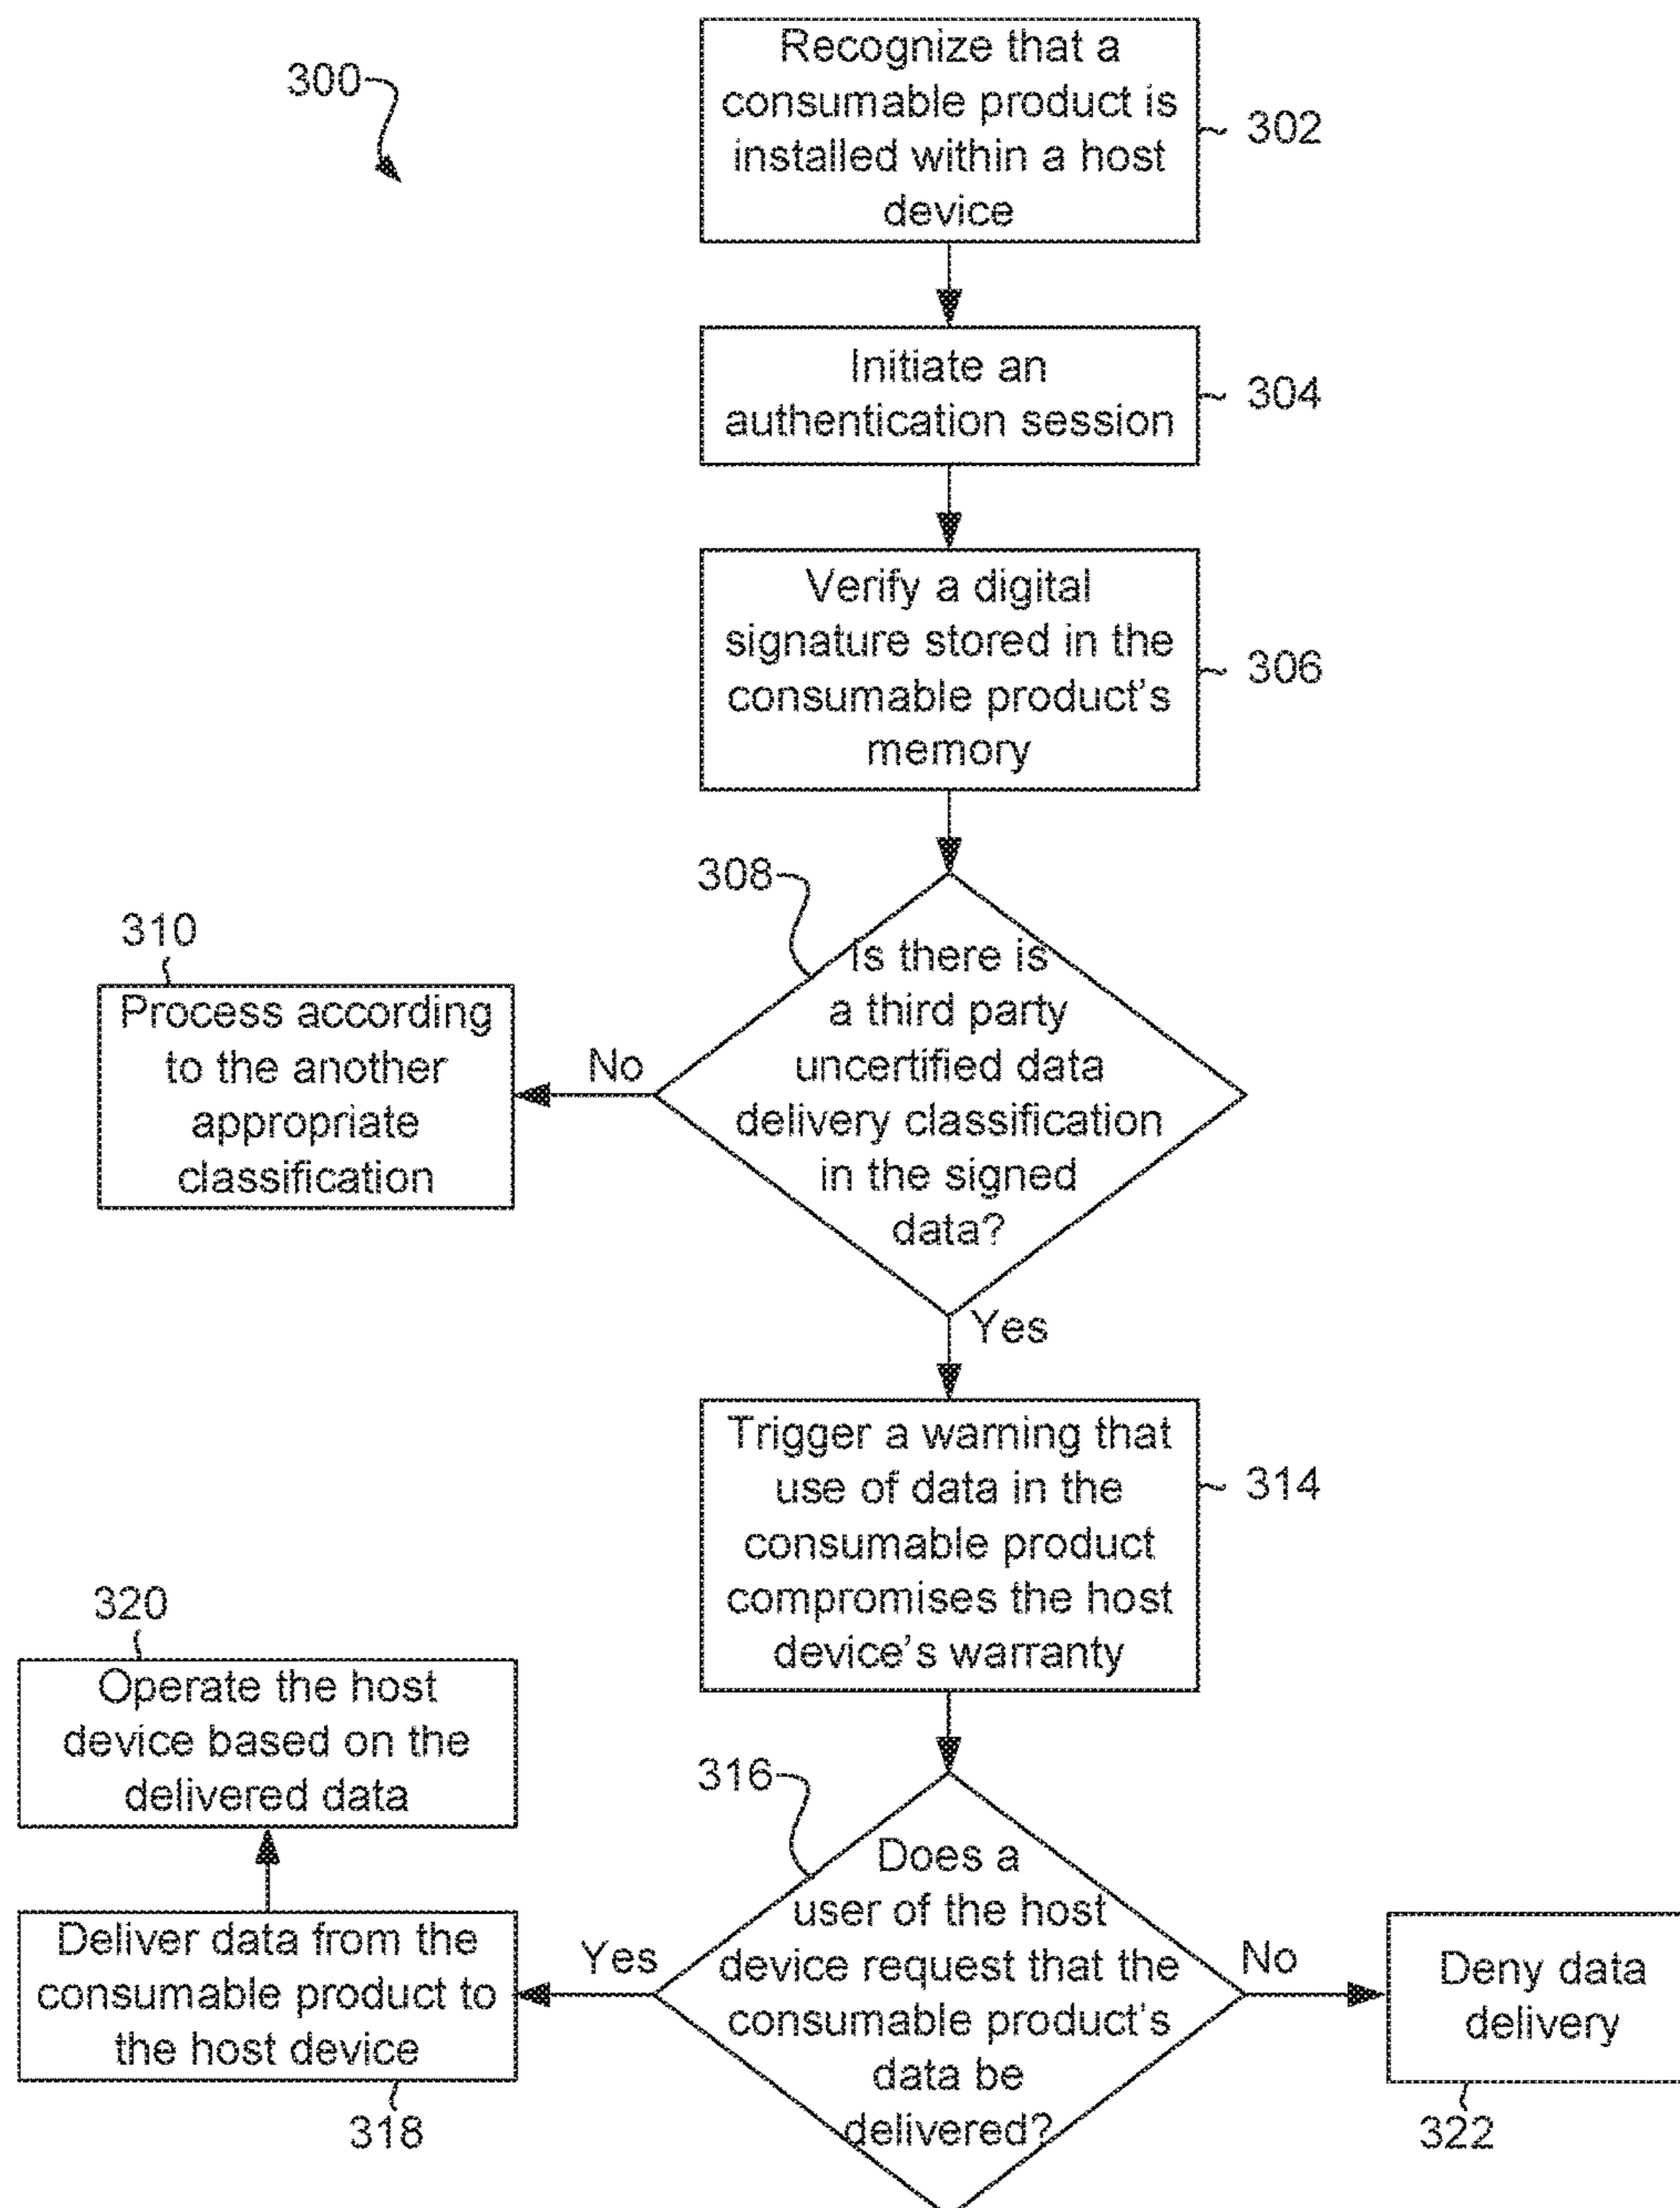 300
Recognize that a
consumable product is
installed within a host
device
302
Initiate an
authentication session
304
Verify a digital
signature stored in the
consumable product's
memory
306
308
Is there is
a third party
uncertified data
delivery classification
in the signed
data?
No
310
Process according
to the another
appropriate
classification
Yes
Trigger a warning that
use of data in the
consumable product
compromises the host
device's warranty
314
316
Does a
user of the host
device request that the
consumable product's
data be
delivered?
Yes
Deliver data from the
consumable product to
the host device
318
320
Operate the host
device based on the
delivered data
No
Deny data
delivery
322